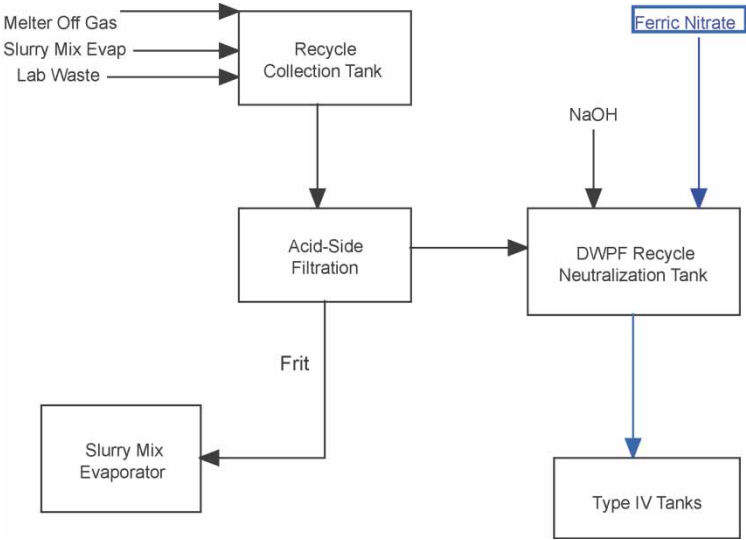 Melter Off Gas
Slurry Mix Evap
Lab Waste
Recycle
Collection Tank
Ferric Nitrate
NaOH
Acid-Side
Filtration
DWPF Recycle
Neutralization Tank
Frit
Slurry Mix
Evaporator
Type IV Tanks